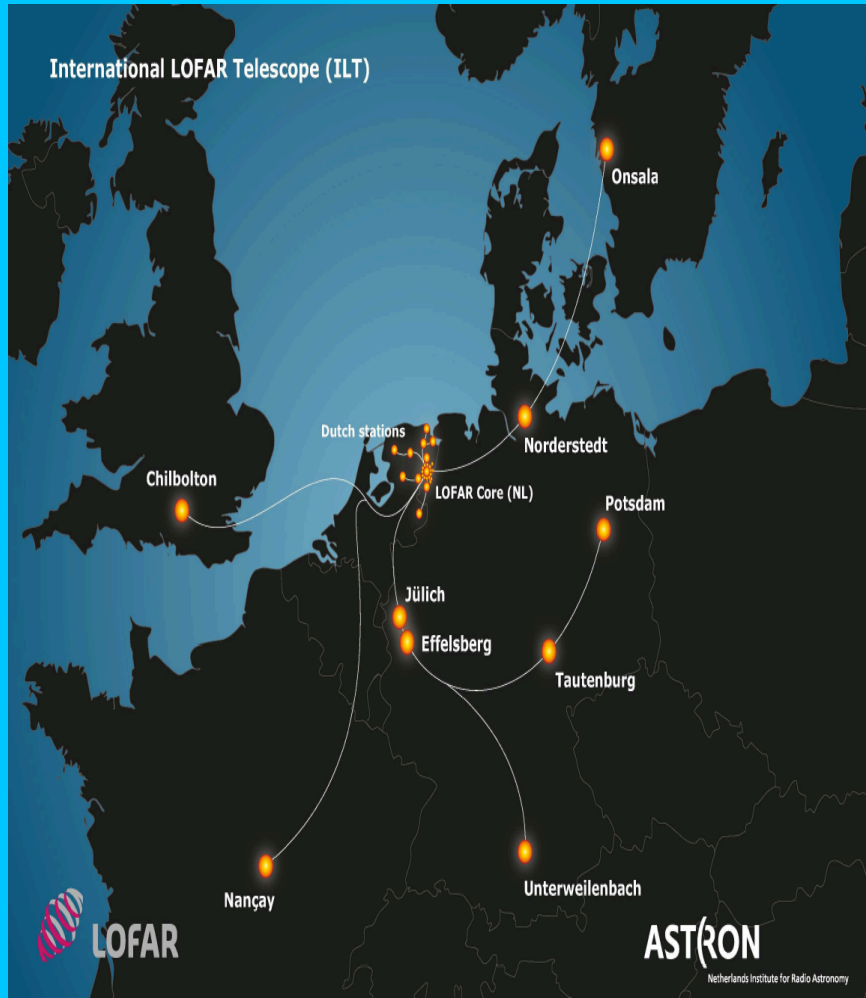 International LOFAR Telescope (ILT)
Onsala
Dutch stations
Norderstedt
Chilbolton
LOFAR Core (NL)
Potsdam
Jülich
Effelsberg
Tautenburg
Unterweilenbach
Nançay
LOFAR
ASTRON
Netherlands Institute for Radio Astronomy